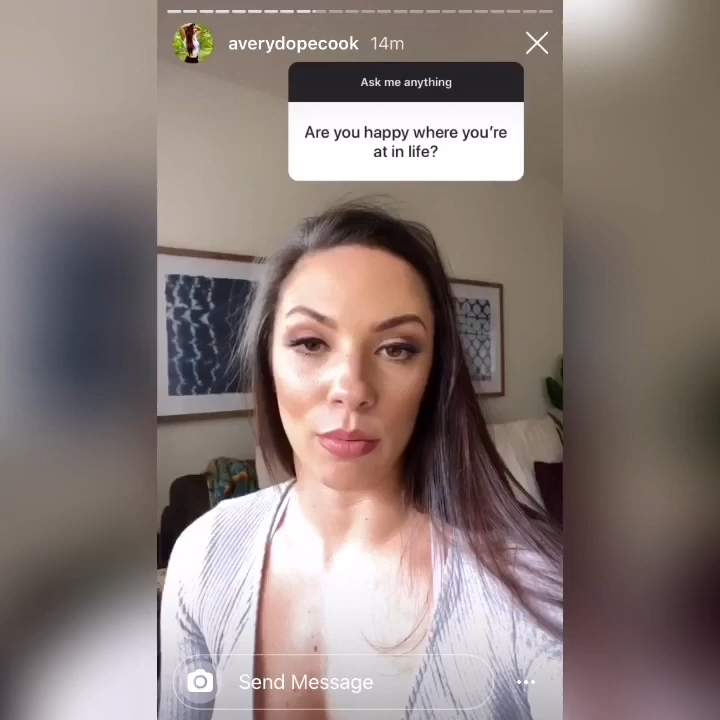 averydopecook 14m
Ask me anything
Are you happy where you're
at in life?
Send Message